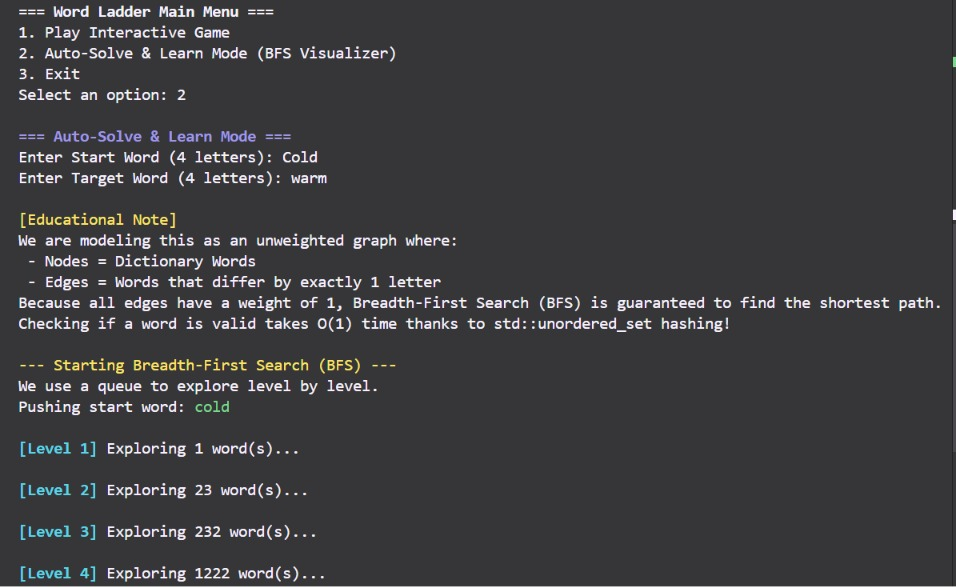 === Word Ladder Main Menu ===
1. Play Interactive Game
2. Auto-Solve & Learn Mode (BFS Visualizer)
3. Exit
Select an option: 2
=== Auto-Solve & Learn Mode ===
Enter Start Word (4 letters): Cold
Enter Target Word (4 letters): warm
[Educational Note]
We are modeling this as an unweighted graph where:
- Nodes = Dictionary Words
- Edges = Words that differ by exactly 1 letter
Because all edges have a weight of 1, Breadth-First Search (BFS) is guaranteed to find the shortest path.
Checking if a word is valid takes O(1) time thanks to std::unordered_set hashing!
--- Starting Breadth-First Search (BFS) ---
We use a queue to explore level by level.
Pushing start word: cold
[Level 1] Exploring 1 word(s)...
[Level 2] Exploring 23 word(s)...
[Level 3] Exploring 232 word(s)...
[Level 4] Exploring 1222 word(s)...